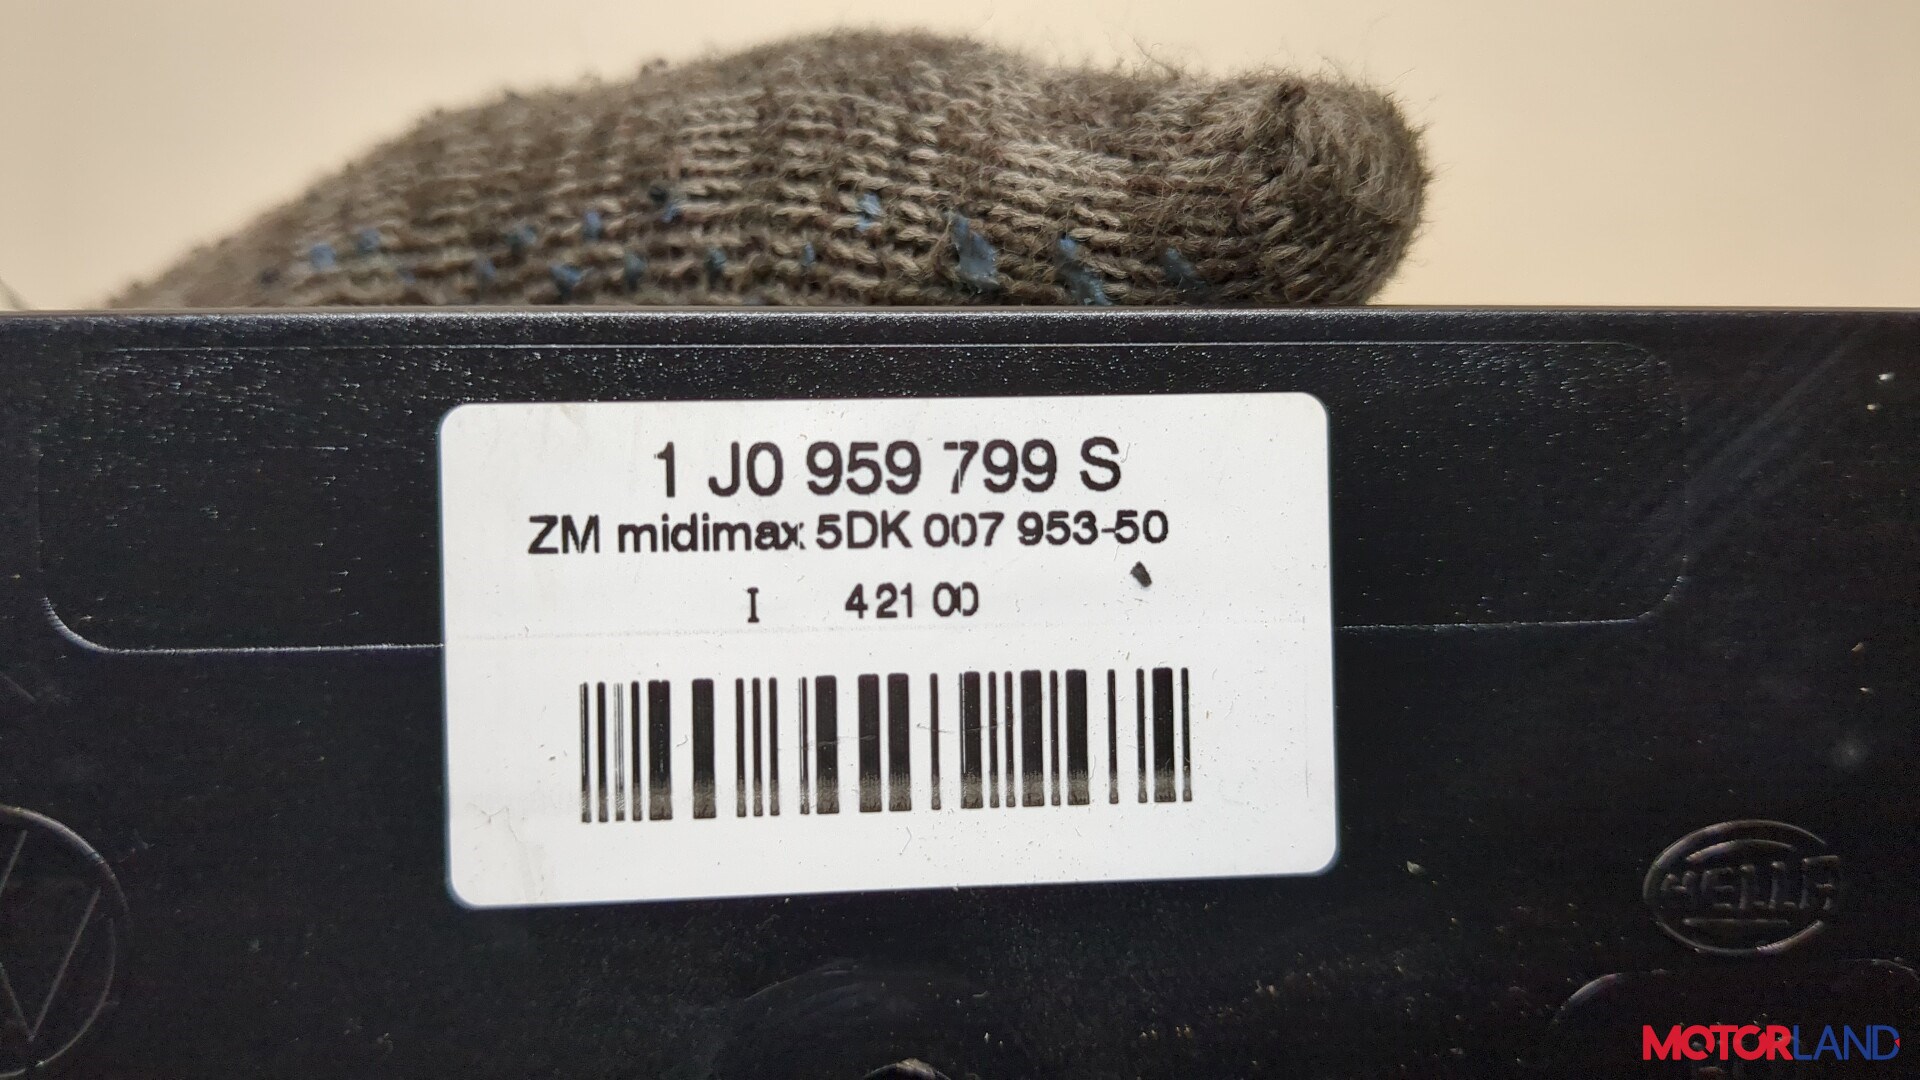 1 J0 959 799 S
ZM midimax 5DK 007 953-50
I 421 00
HELLA
MOTORLAND